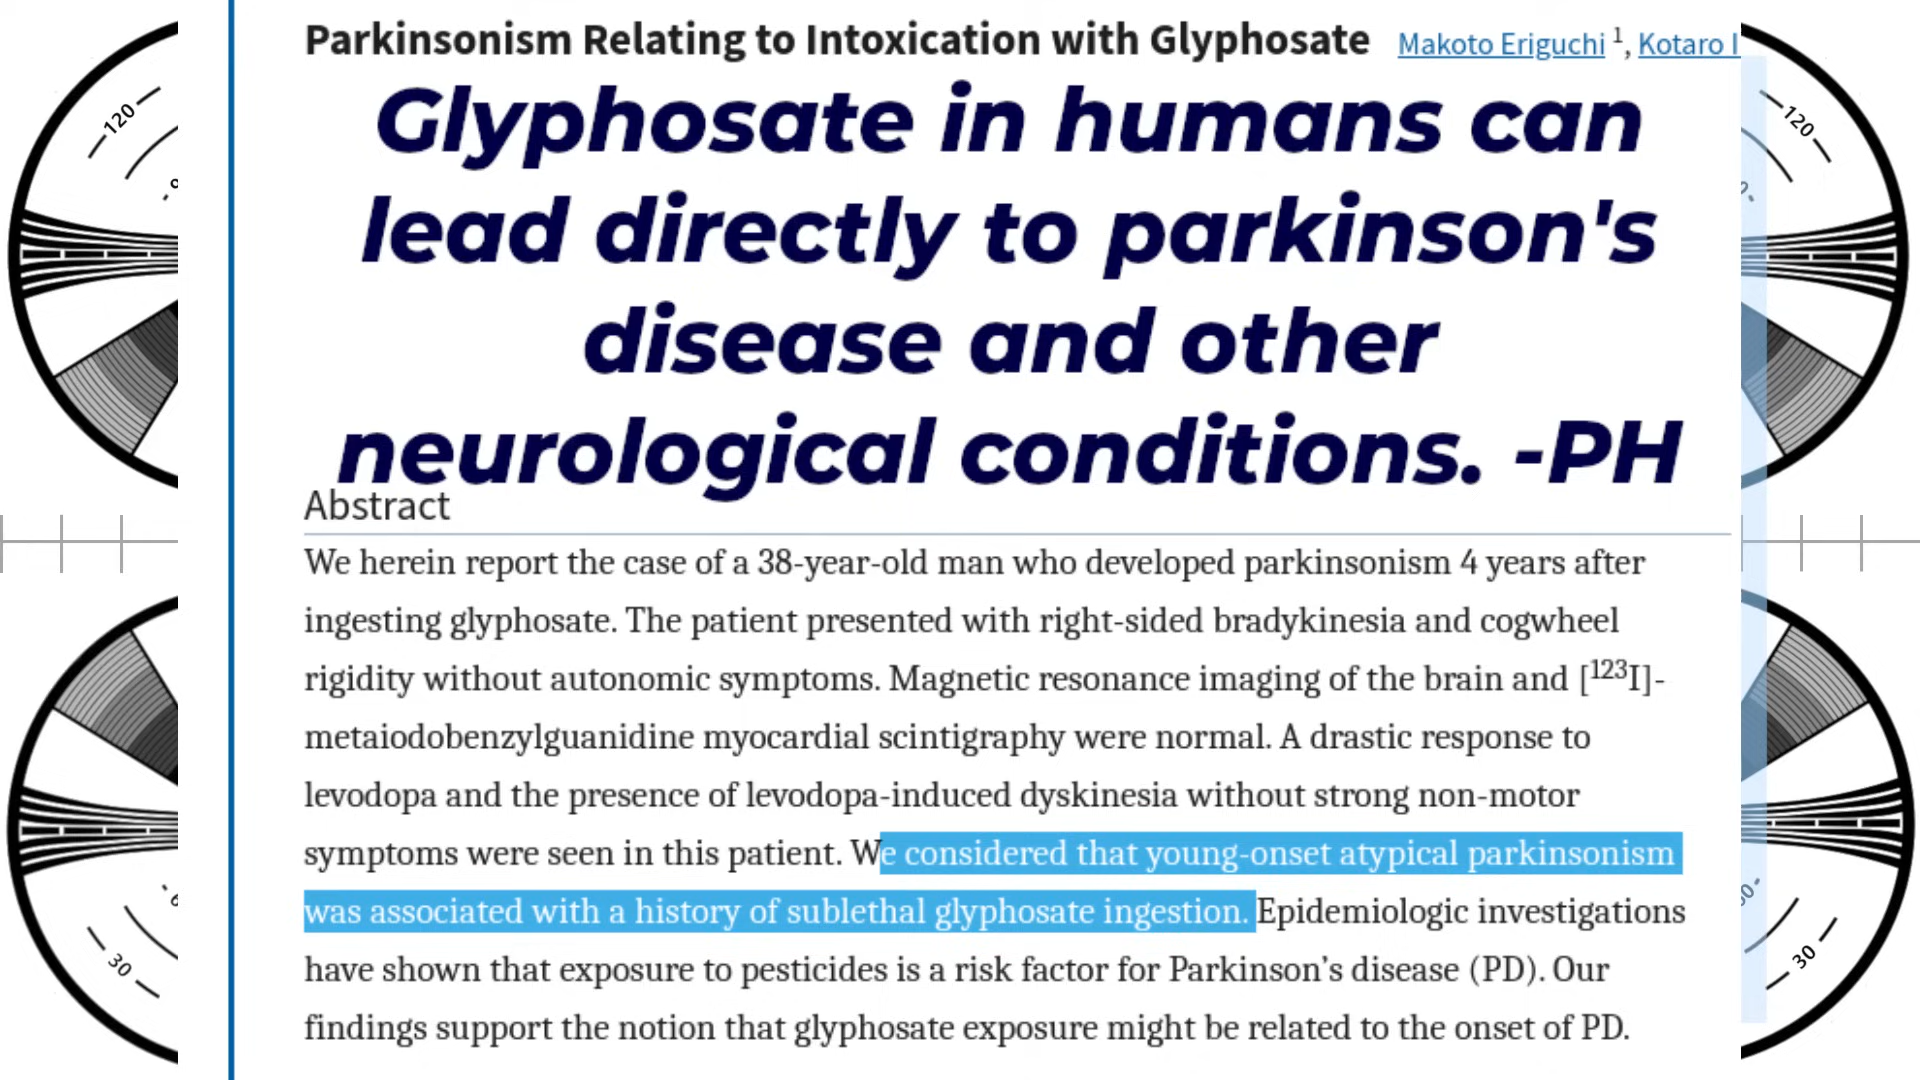 Parkinsonism Relating to Intoxication with Glyphosate Makoto Eriguchi 1, Kotaro I
Glyphosate in humans can
lead directly to parkinson's
disease and other
neurological conditions. -PH
Abstract
We herein report the case of a 38-year-old man who developed parkinsonism 4 years after
ingesting glyphosate. The patient presented with right-sided bradykinesia and cogwheel
rigidity without autonomic symptoms. Magnetic resonance imaging of the brain and [123I]-
metaiodobenzylguanidine myocardial scintigraphy were normal. A drastic response to
levodopa and the presence of levodopa-induced dyskinesia without strong non-motor
symptoms were seen in this patient. We considered that young-onset atypical parkinsonism
was associated with a history of sublethal glyphosate ingestion. Epidemiologic investigations
have shown that exposure to pesticides is a risk factor for Parkinson’s disease (PD). Our
findings support the notion that glyphosate exposure might be related to the onset of PD.
120
120
30
30